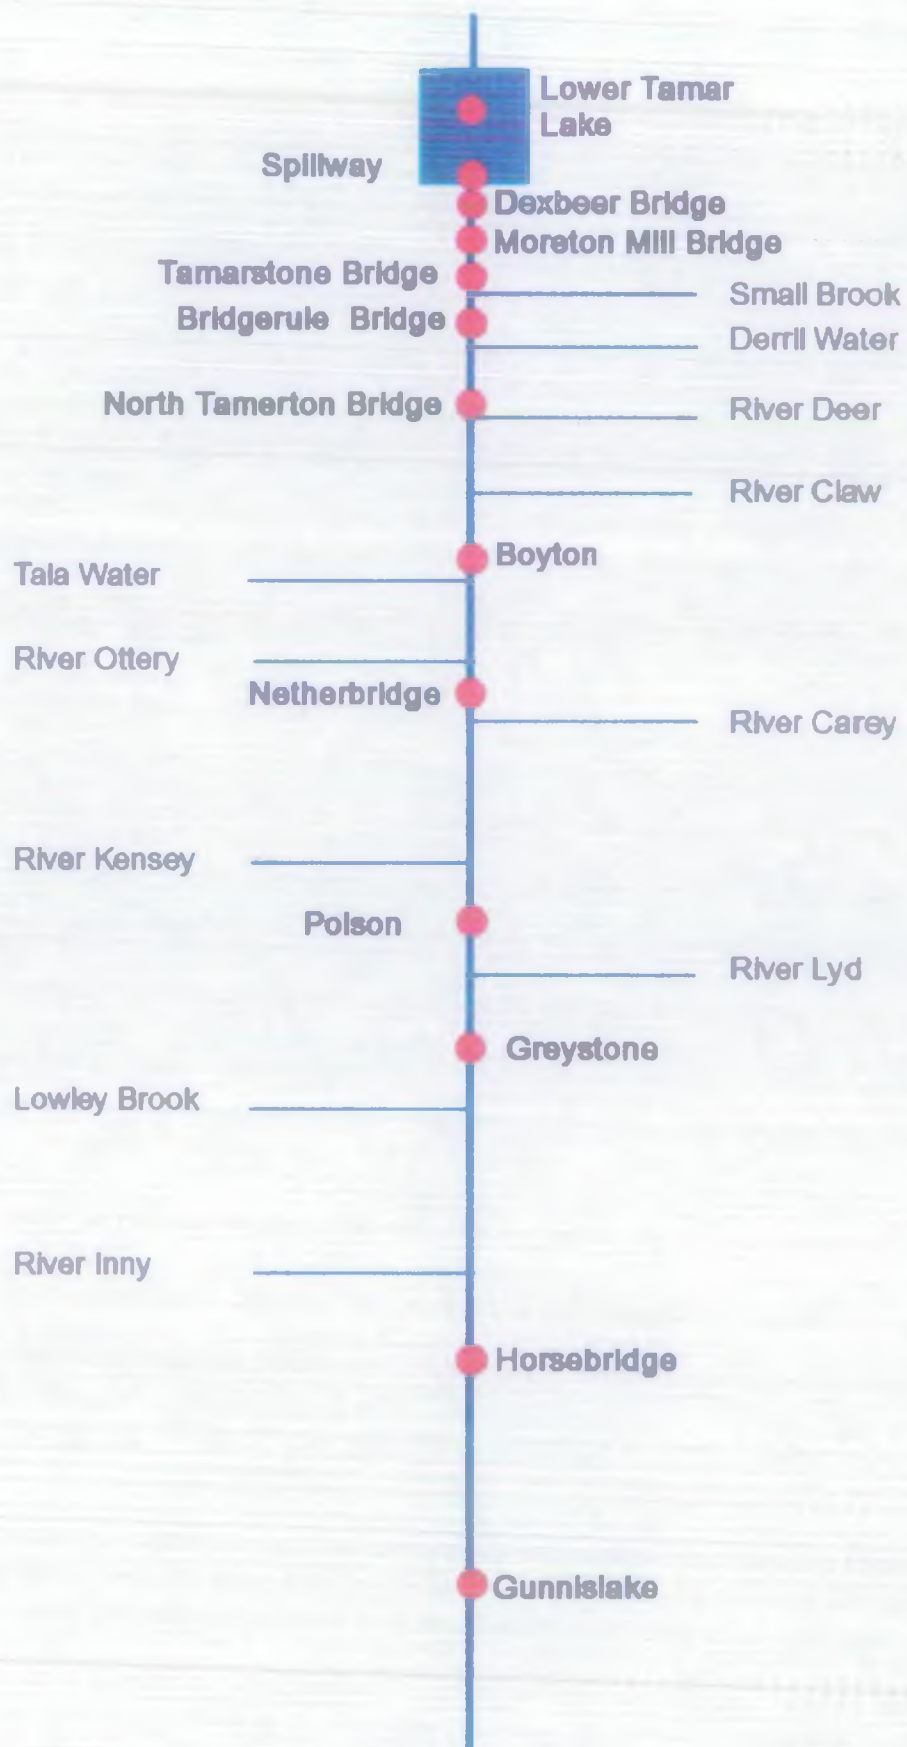 Lower Tamar
Lake
Spillway
Dexbeer Bridge
Moreton Mill Bridge
Tamarstone Bridge
Small Brook
Bridgerule Bridge
Derril Water
North Tamerton Bridge
River Deer
River Claw
Boyton
Tala Water
River Ottery
Netherbridge
River Carey
River Kensey
Polson
River Lyd
Greystone
Lowley Brook
River Inny
Horsebridge
Gunnislake